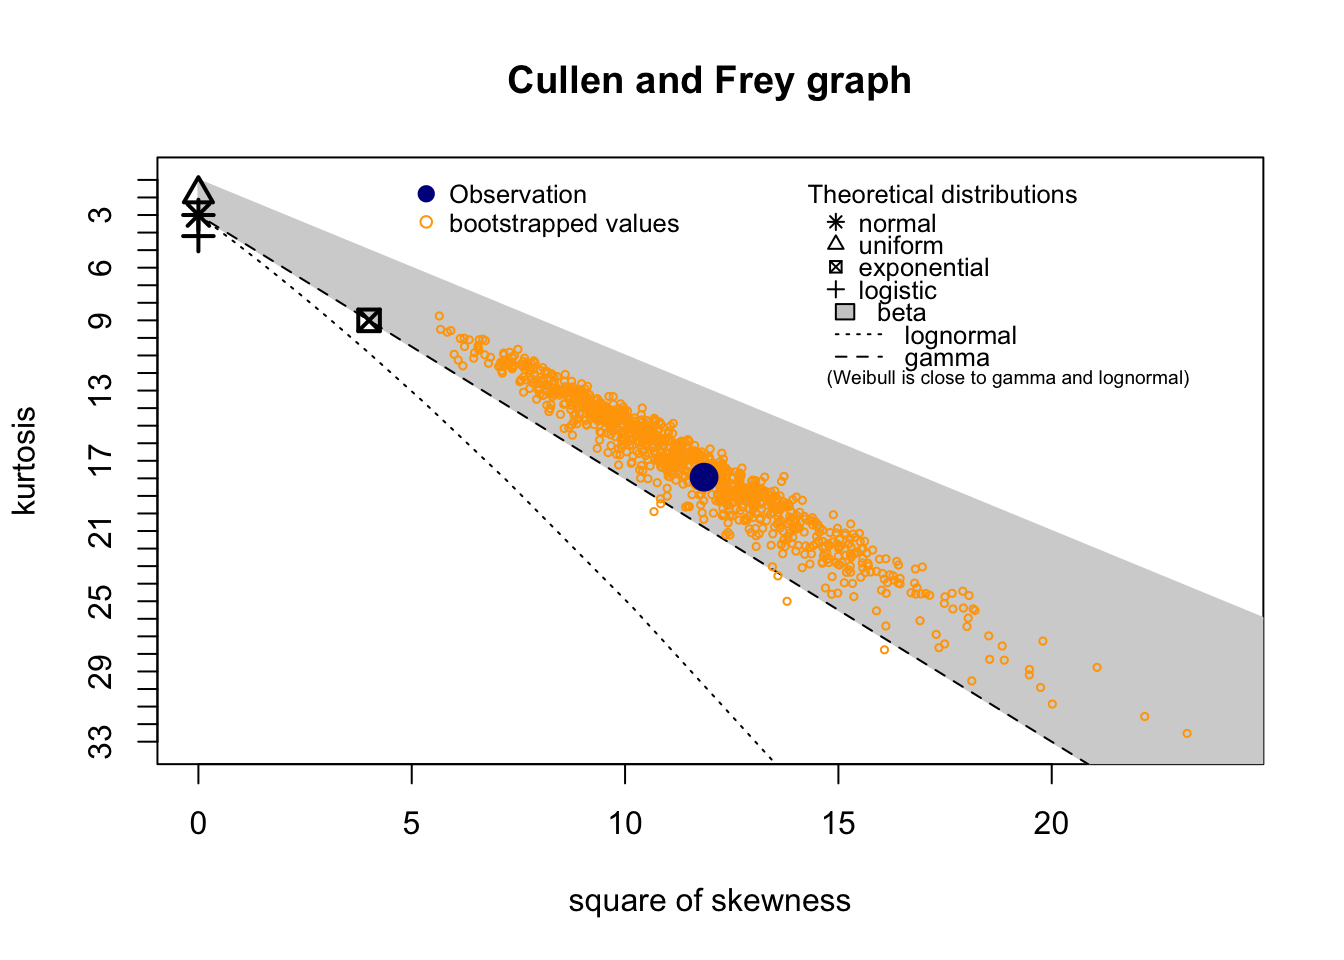 Cullen and Frey graph
Observation
bootstrapped values
Theoretical distributions
normal
uniform
exponential
logistic
beta
lognormal
gamma
(Weibull is close to gamma and lognormal)
kurtosis
3
6
9
13
17
21
25
29
33
0 5 10 15 20
square of skewness